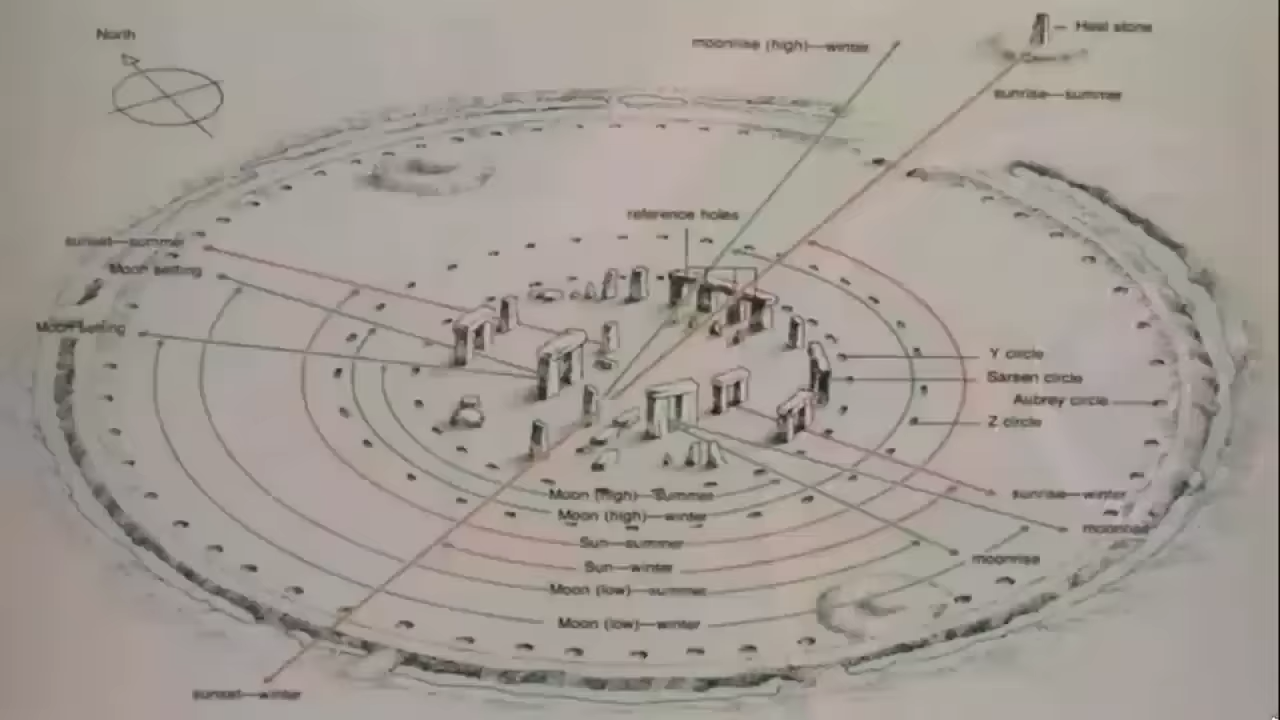 Heel stone
North
moonrise (high)—winter
sunrise—summer
reference holes
sunset—summer
Moon setting
Moon setting
Y circle
Sarsen circle
Aubrey circle
Z circle
Moon (high)—summer
sunrise—winter
Moon (high)—winter
moonrise
Sun—summer
moonrise
Sun—winter
Moon (low)—summer
Moon (low)—winter
sunset—winter